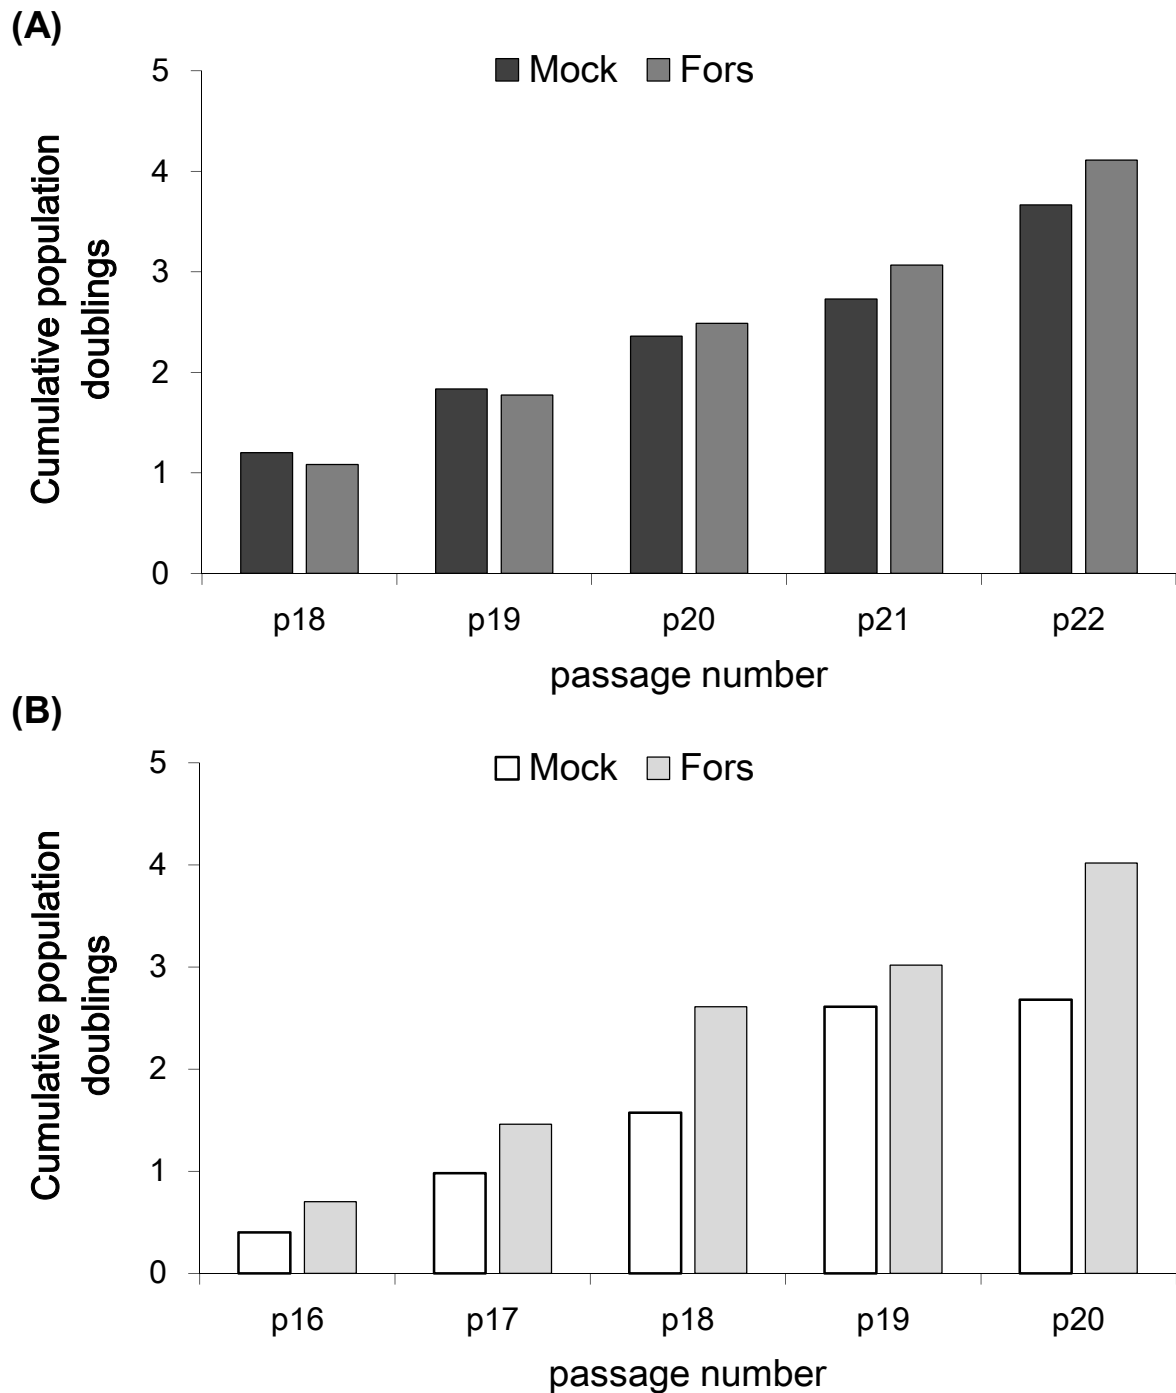 (A)
Mock Fors
Cumulative population
doublings
5
4
3
2
1
0
p18 p19 p20 p21 p22
passage number
(B)
Mock Fors
Cumulative population
doublings
5
4
3
2
1
0
p16 p17 p18 p19 p20
passage number